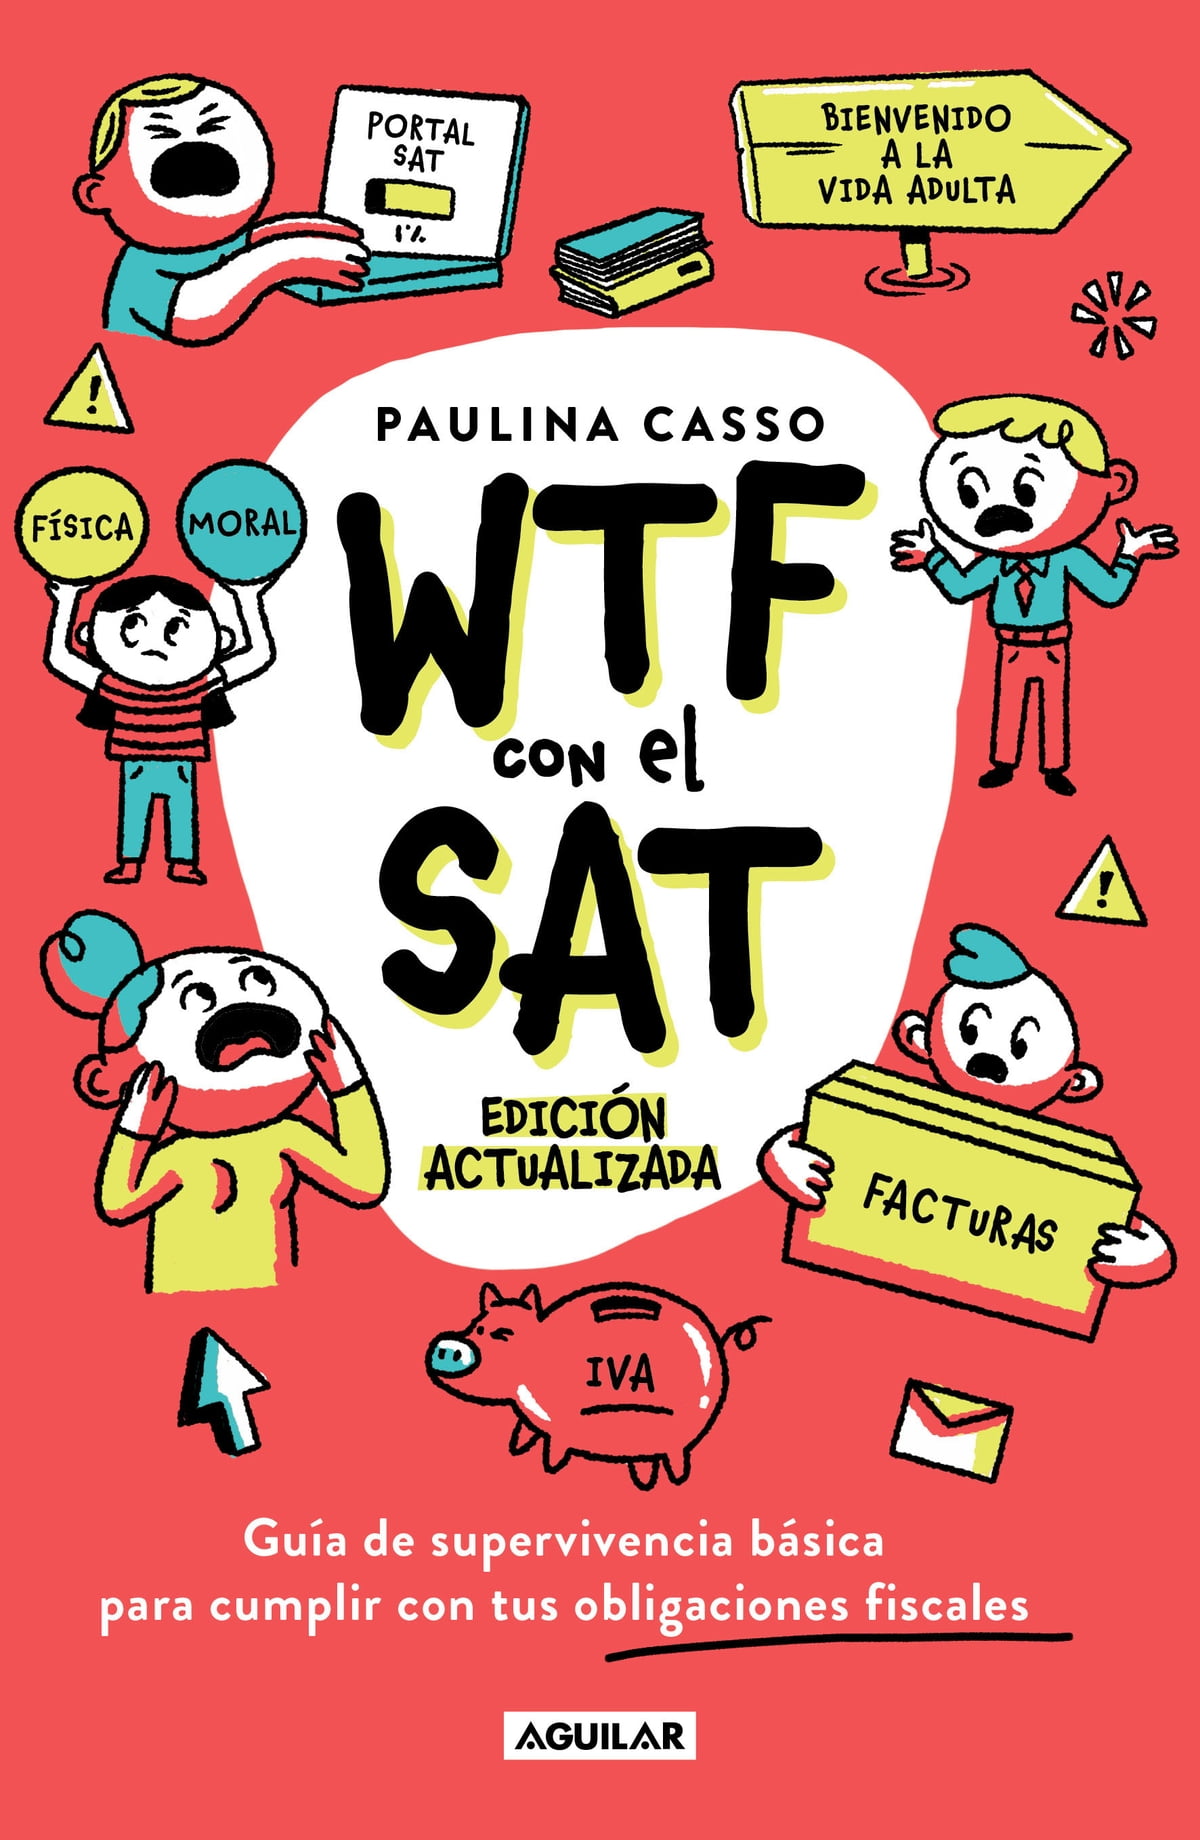 PORTAL
SAT
1%
BIENVENIDO
A LA
VIDA ADULTA
PAULINA CASSO
WTF
con el
SAT
FÍSICA
MORAL
EDICIÓN
ACTUALIZADA
FACTURAS
IVA
Guía de supervivencia básica
para cumplir con tus obligaciones fiscales
AGUILAR